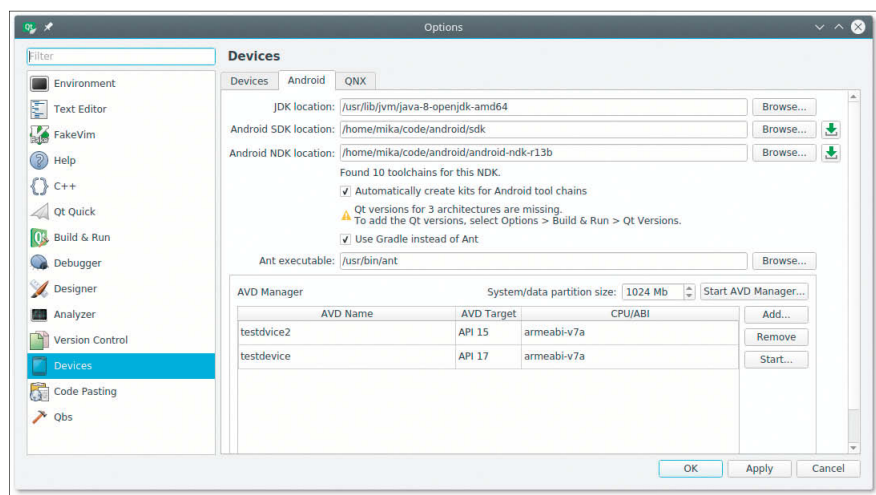 Options
Filter
Devices
Environment
Text Editor
FakeVim
Help
C++
Qt Quick
Build & Run
Debugger
Designer
Analyzer
Version Control
Devices
Code Pasting
Qbs
Devices Android QNX
JDK location: /usr/lib/jvm/java-8-openjdk-amd64 Browse...
Android SDK location: /home/mika/code/android/sdk Browse...
Android NDK location: /home/mika/code/android/android-ndk-r13b Browse...
Found 10 toolchains for this NDK.
Automatically create kits for Android tool chains
Qt versions for 3 architectures are missing.
To add the Qt versions, select Options > Build & Run > Qt Versions.
Use Gradle instead of Ant
Ant executable: /usr/bin/ant Browse...
AVD Manager System/data partition size: 1024 Mb Start AVD Manager...
AVD Name AVD Target CPU/ABI Add...
testdvice2 API 15 armeabi-v7a
Remove
testdevice API 17 armeabi-v7a
Start...
OK Apply Cancel